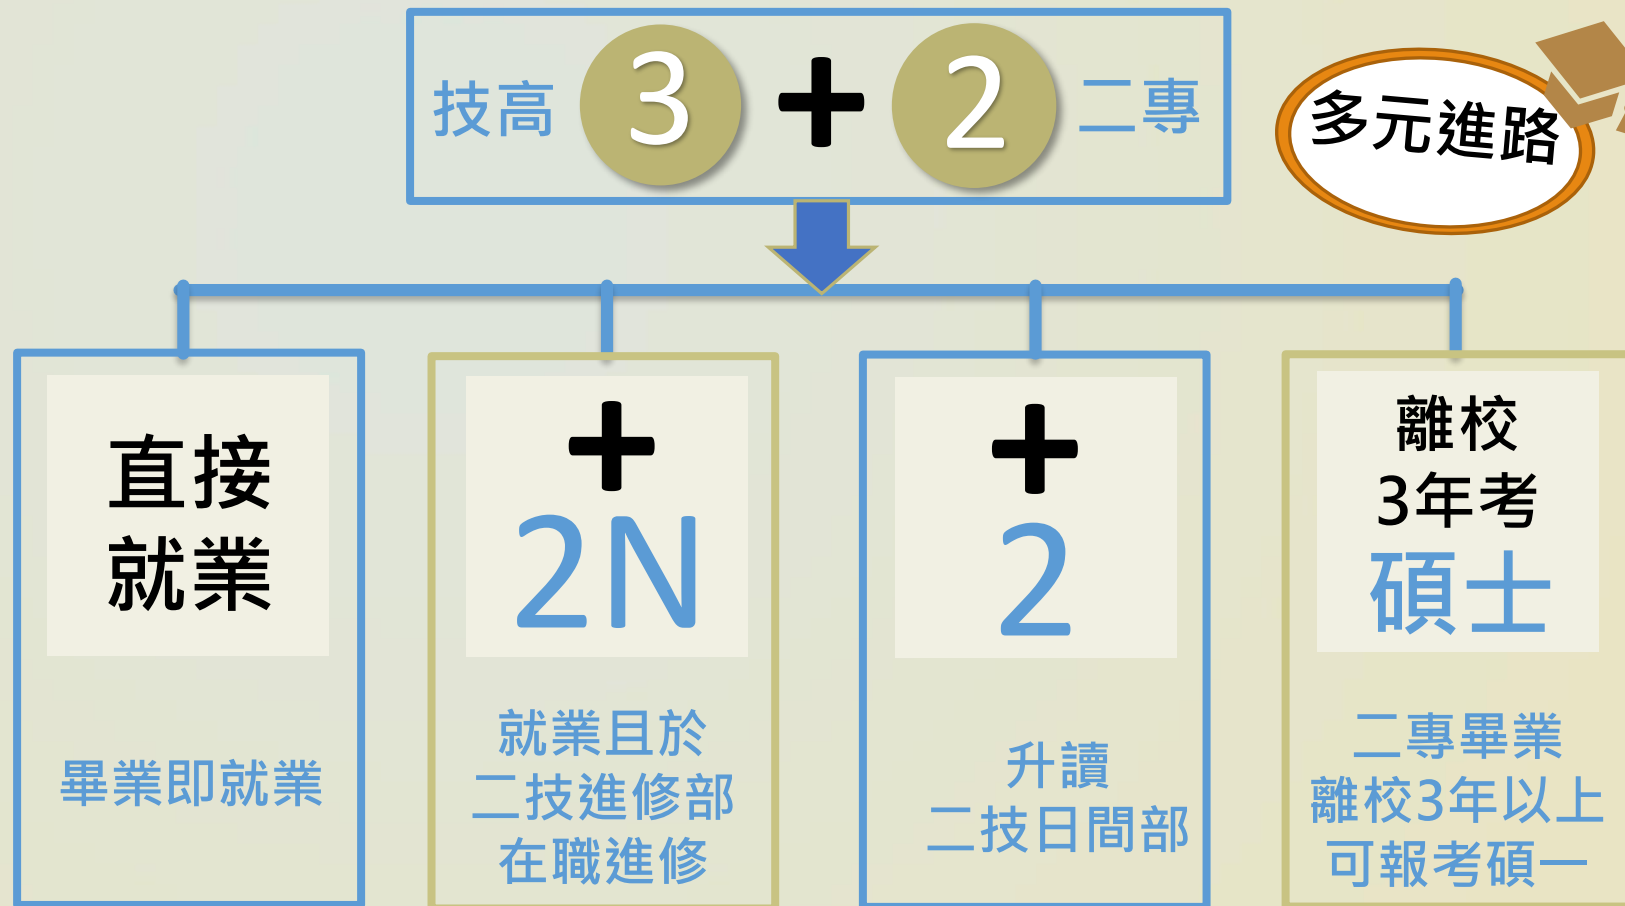 技高 3 + 2 二專
多元進路
直接
就業
畢業即就業
+
2N
就業且於
二技進修部
在職進修
+
2
升讀
二技日間部
離校
3年考
碩士
二專畢業
離校3年以上
可報考碩一